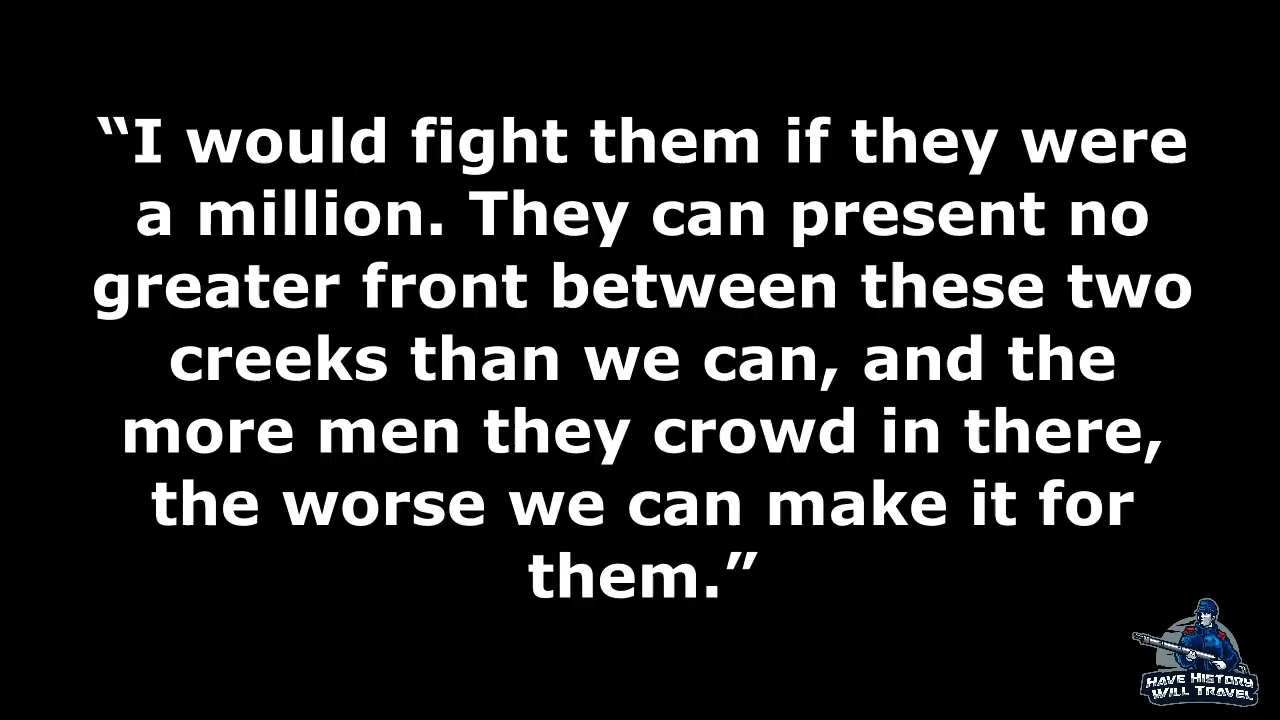 “I would fight them if they were
a million. They can present no
greater front between these two
creeks than we can, and the
more men they crowd in there,
the worse we can make it for
them.”
HAVE HISTORY
WILL TRAVEL